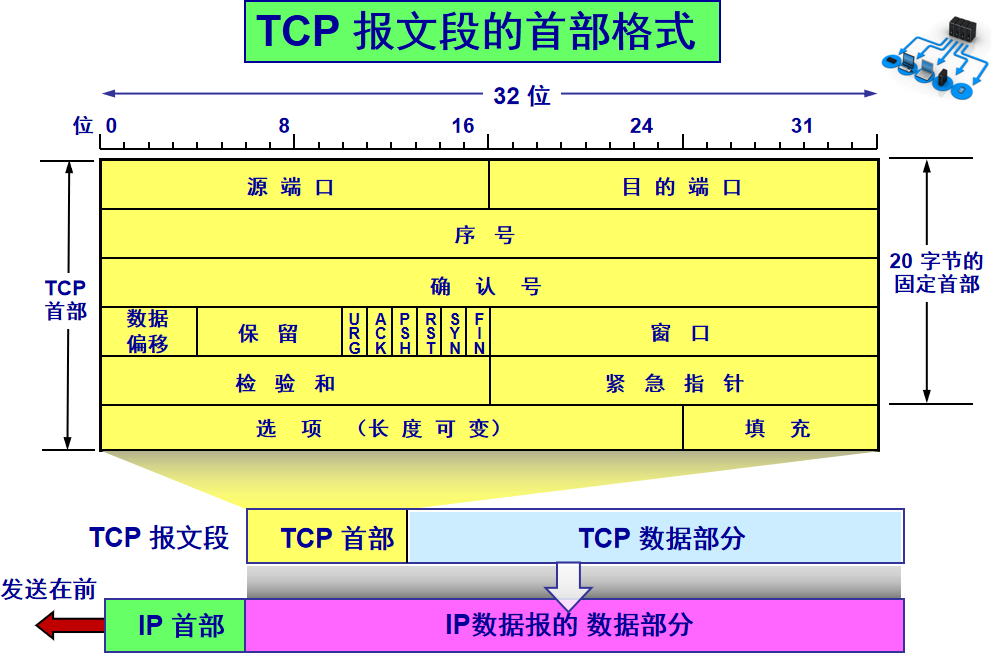 TCP 报文段的首部格式
32 位
位 0 8 16 24 31
源 端 口
目 的 端 口
序 号
确 认 号
数据
偏移
保 留
URG
ACK
PSH
RST
SYN
FIN
窗 口
检 验 和
紧 急 指 针
选 项 （长 度 可 变）
填 充
TCP
首部
20 字节的
固定首部
TCP 报文段
TCP 首部
TCP 数据部分
发送在前
IP 首部
IP数据报的 数据部分